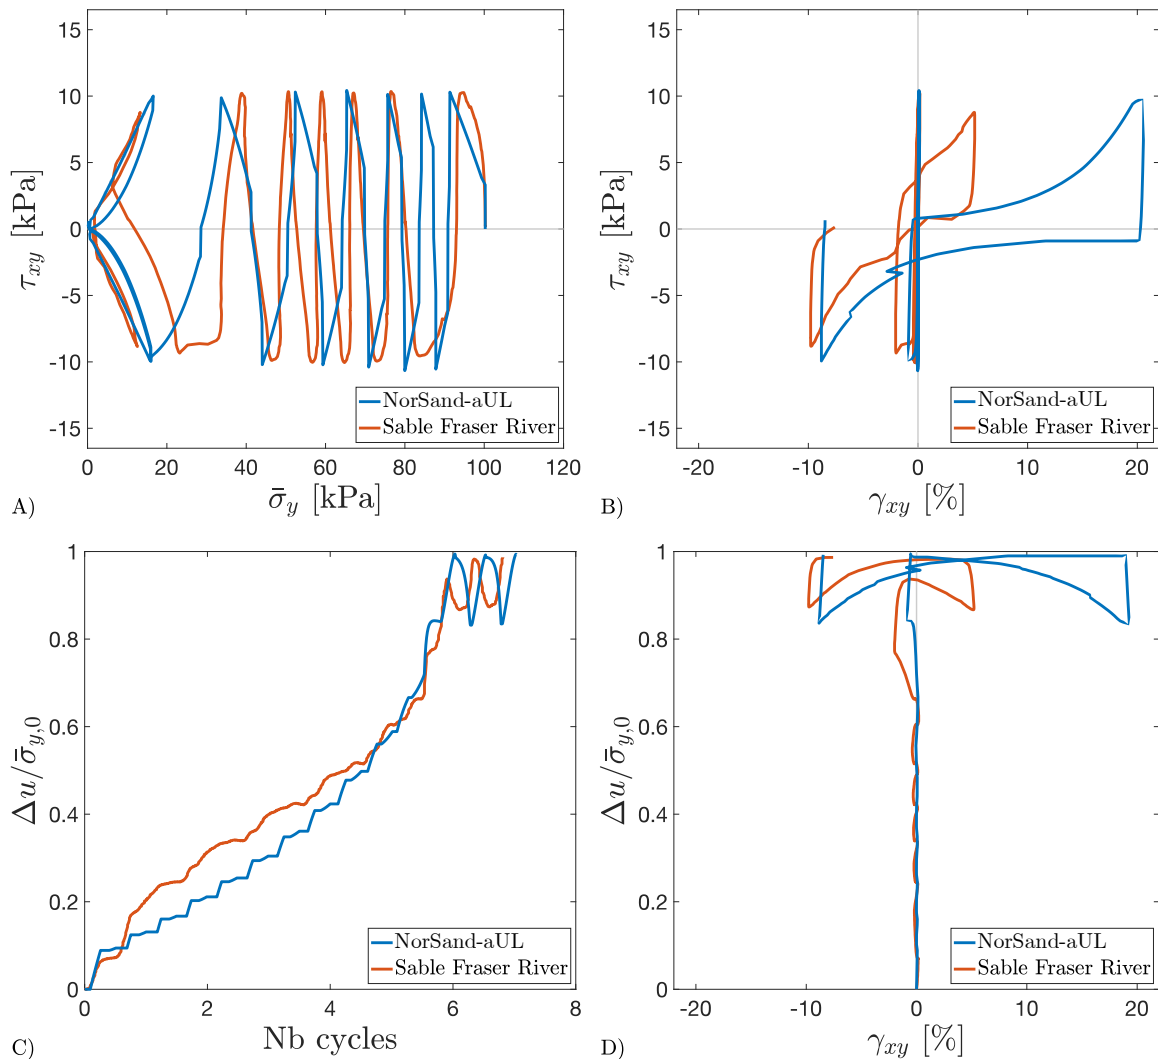 15
10
5
0
-5
-10
-15
τxy [kPa]
0 20 40 60 80 100 120
σ̄y [kPa]
NorSand-aUL
Sable Fraser River
A)
15
10
5
0
-5
-10
-15
τxy [kPa]
-20 -10 0 10 20
γxy [%]
NorSand-aUL
Sable Fraser River
B)
1
0.8
0.6
0.4
0.2
0
Δu/σ̄y,0
0 2 4 6 8
Nb cycles
NorSand-aUL
Sable Fraser River
C)
1
0.8
0.6
0.4
0.2
0
Δu/σ̄y,0
-20 -10 0 10 20
γxy [%]
NorSand-aUL
Sable Fraser River
D)